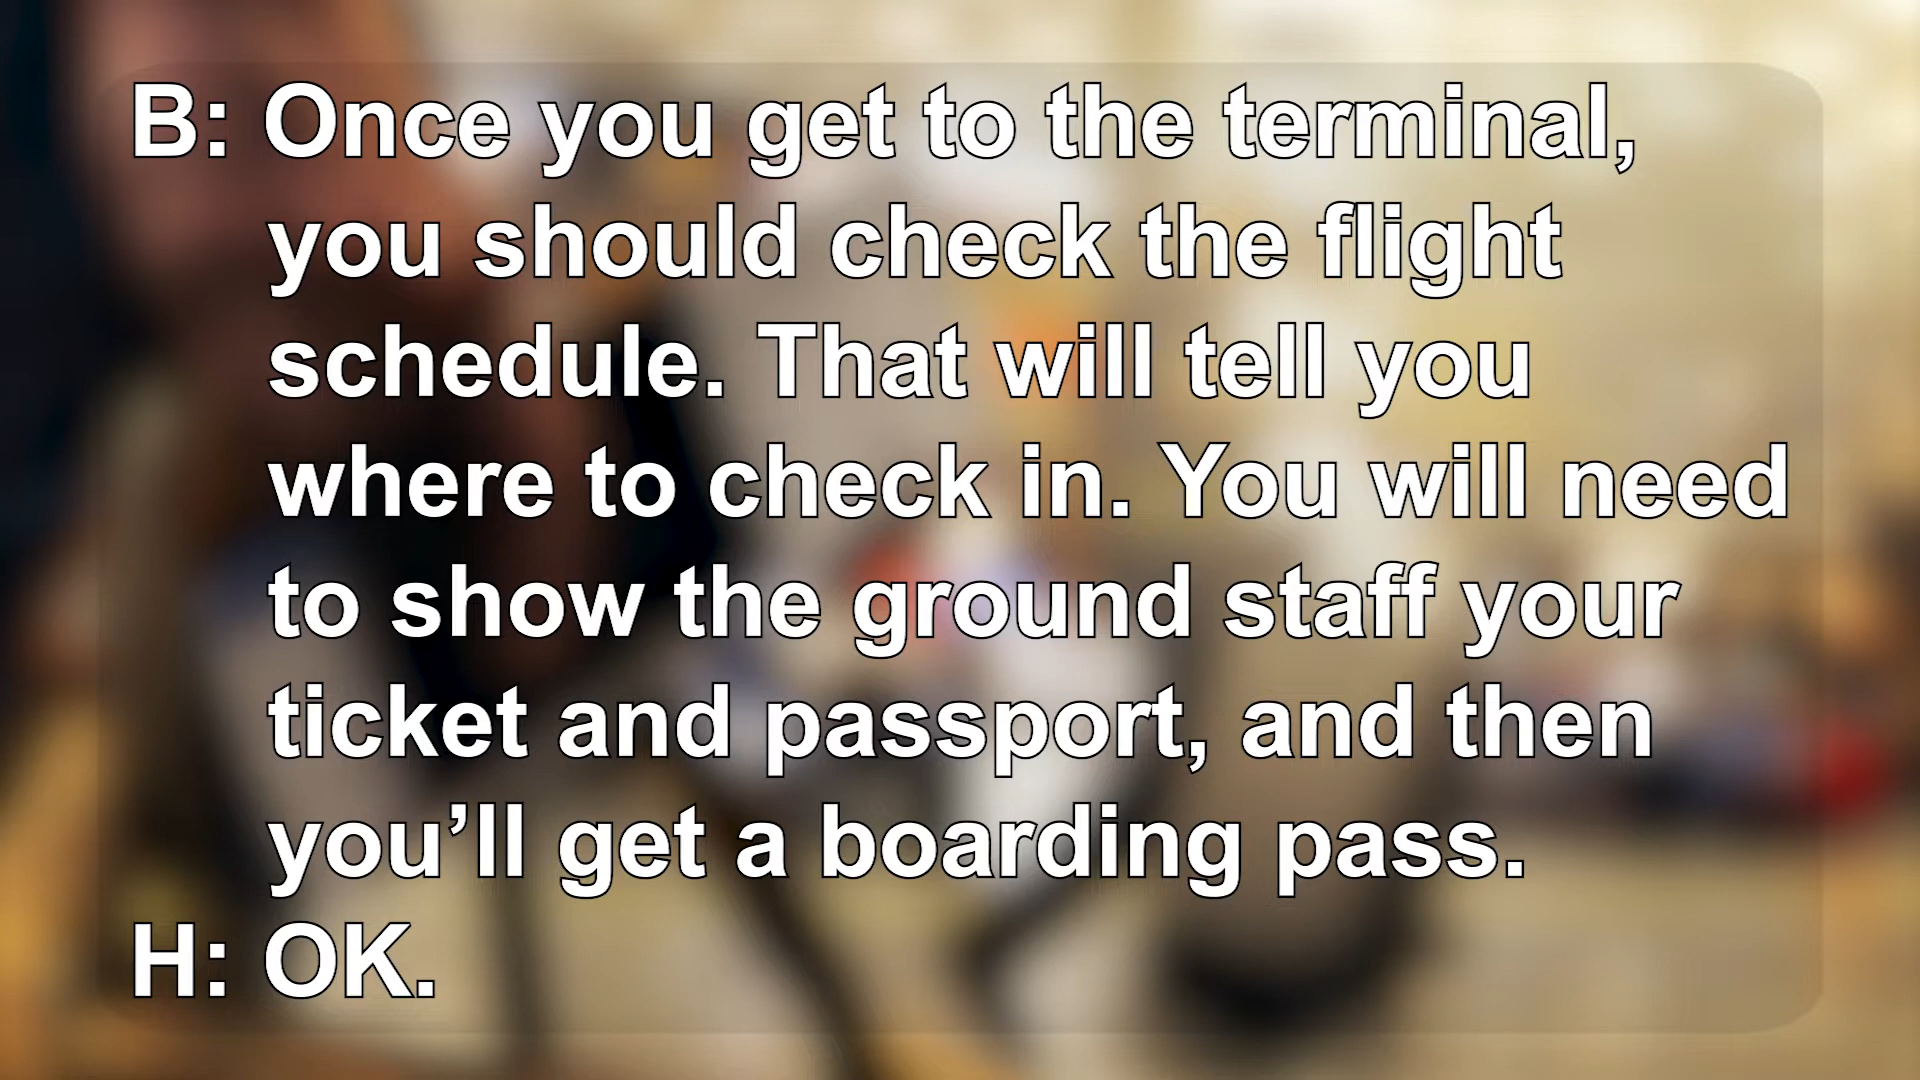 B: Once you get to the terminal,
you should check the flight
schedule. That will tell you
where to check in. You will need
to show the ground staff your
ticket and passport, and then
you’ll get a boarding pass.
H: OK.